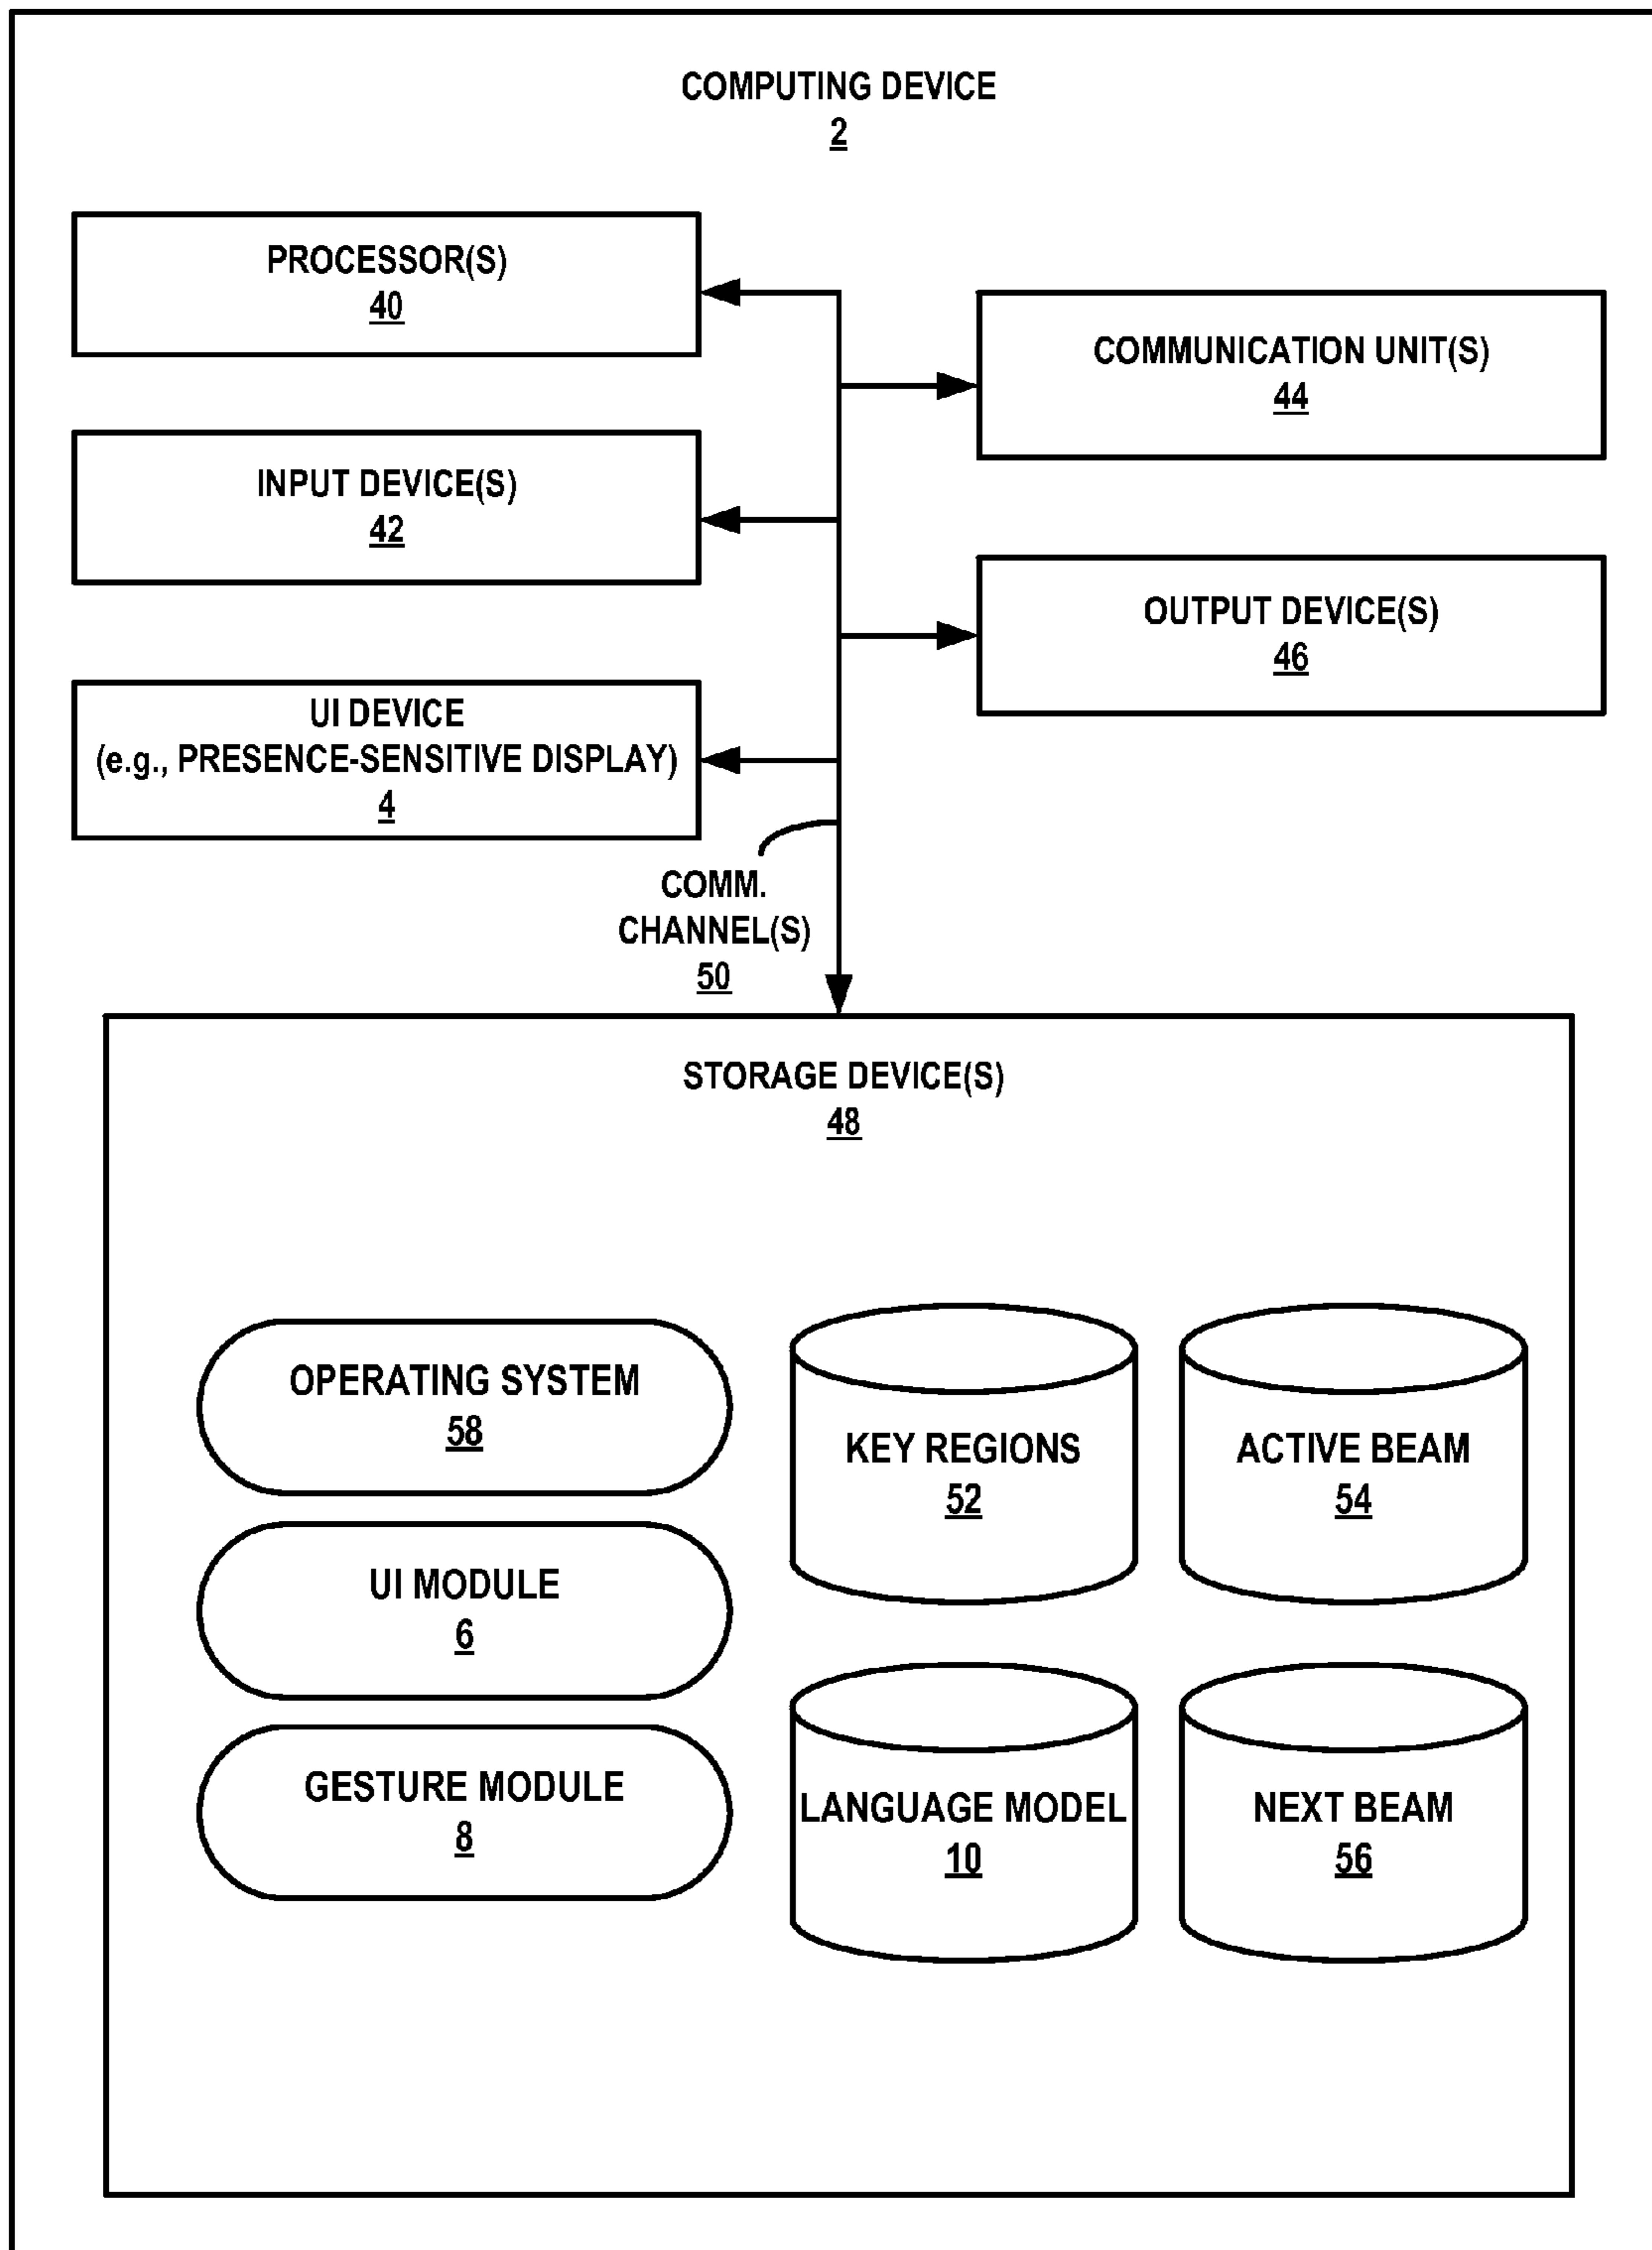 COMPUTING DEVICE
2
PROCESSOR(S)
40
COMMUNICATION UNIT(S)
44
INPUT DEVICE(S)
42
OUTPUT DEVICE(S)
46
UI DEVICE
(e.g., PRESENCE-SENSITIVE DISPLAY)
4
COMM.
CHANNEL(S)
50
STORAGE DEVICE(S)
48
OPERATING SYSTEM
58
KEY REGIONS
52
ACTIVE BEAM
54
UI MODULE
6
GESTURE MODULE
8
LANGUAGE MODEL
10
NEXT BEAM
56